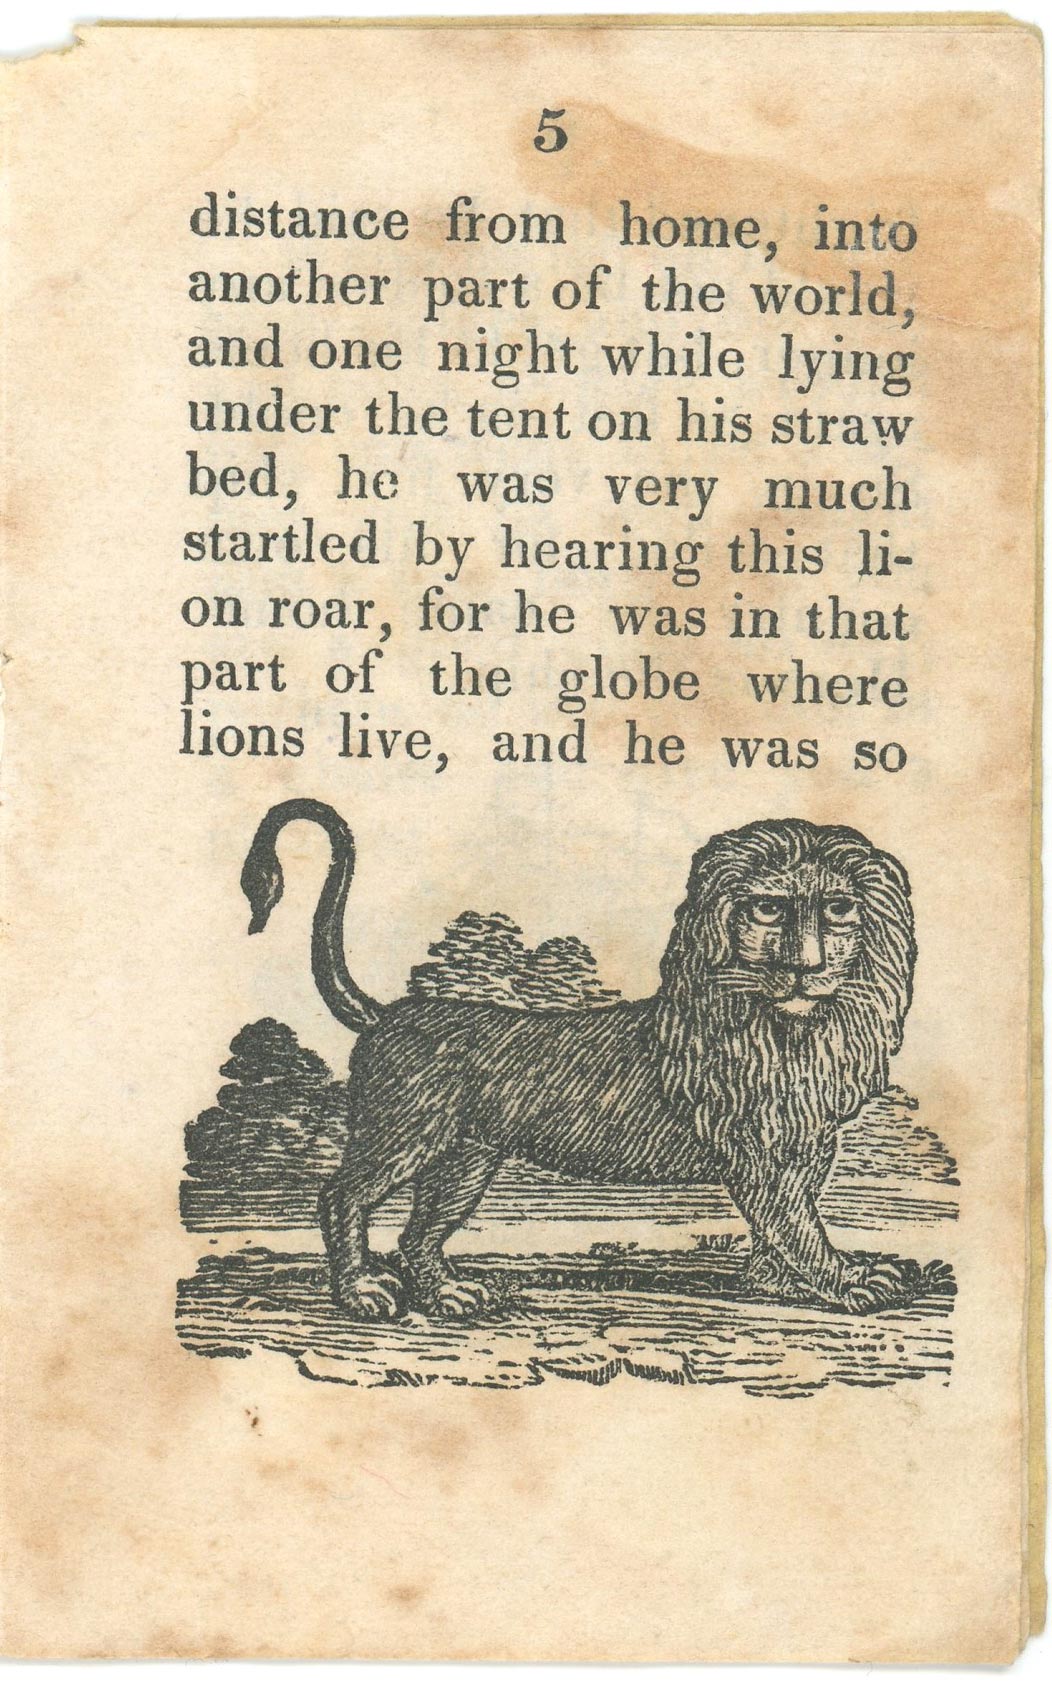 5
distance from home, into
another part of the world,
and one night while lying
under the tent on his straw
bed, he was very much
startled by hearing this li-
on roar, for he was in that
part of the globe where
lions live, and he was so